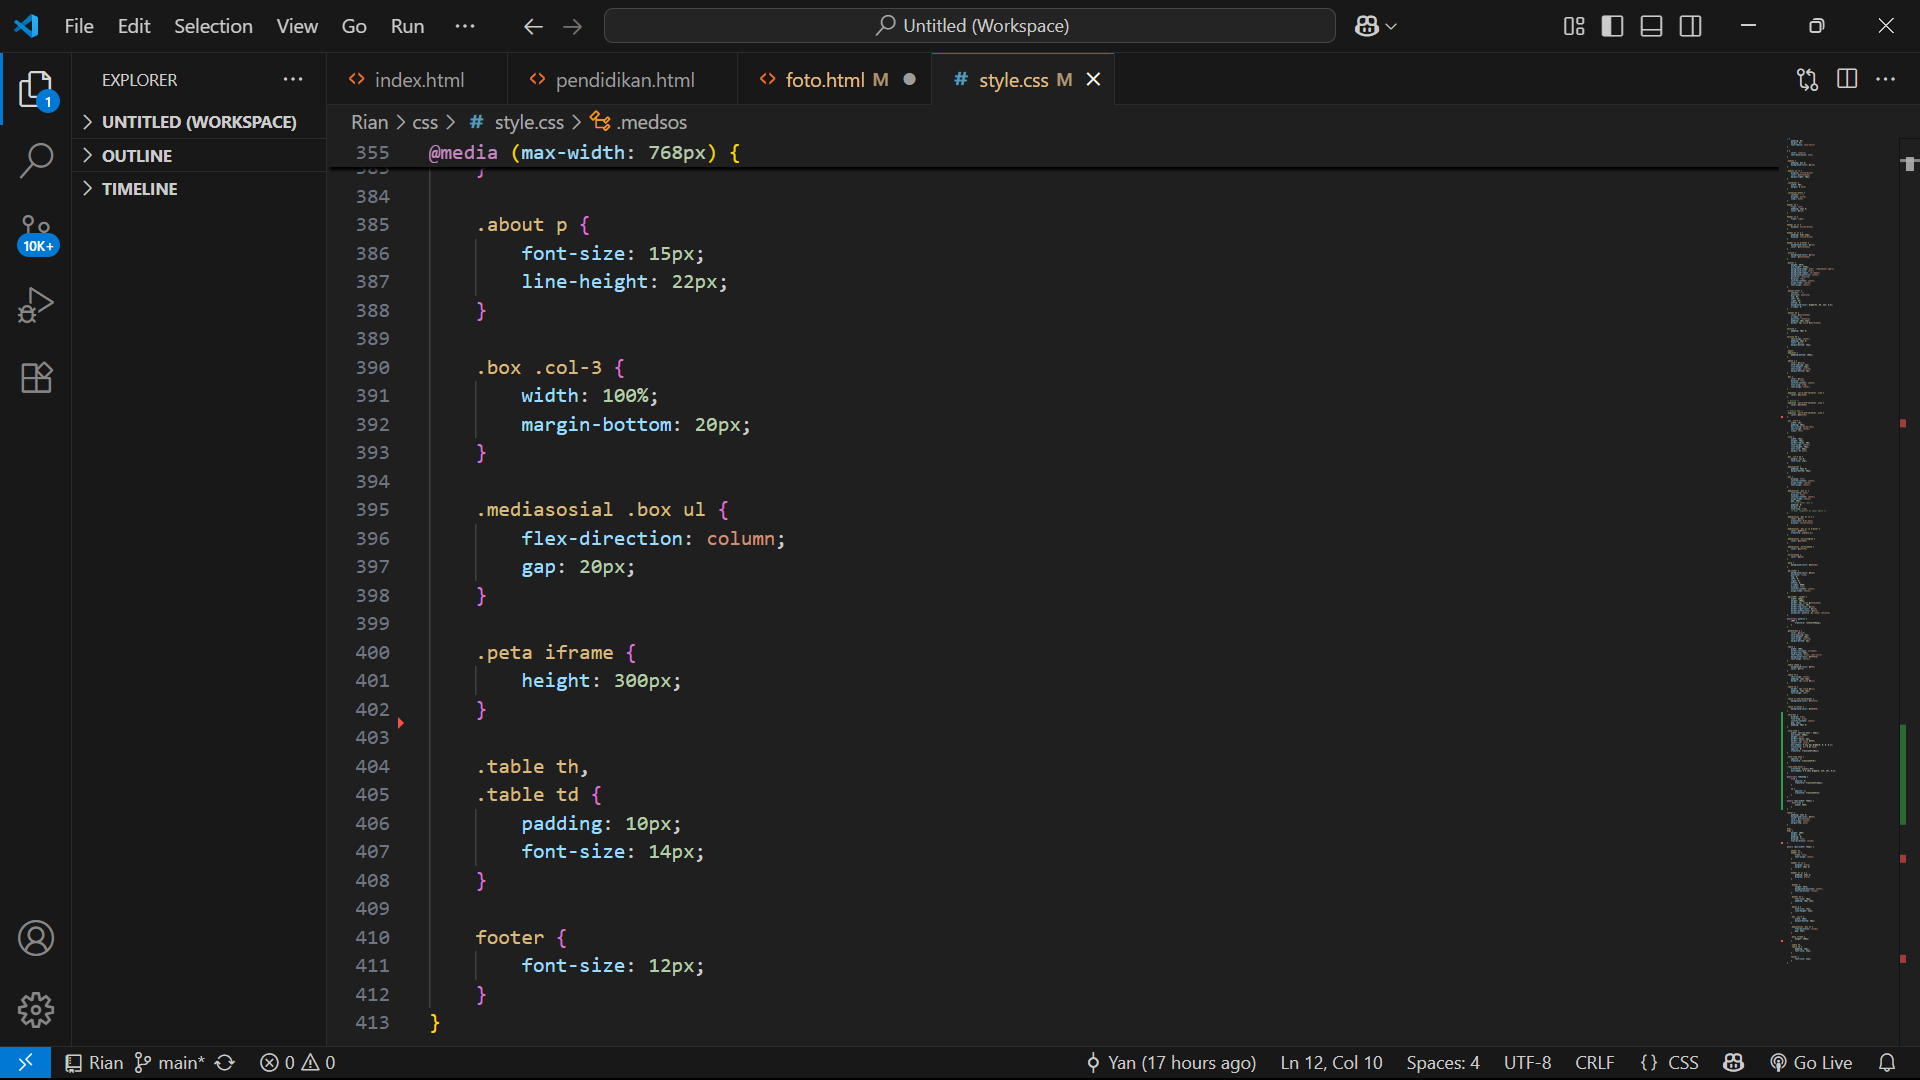 File Edit Selection View Go Run ··· Untitled (Workspace)
EXPLORER ···
1
UNTITLED (WORKSPACE)
OUTLINE
TIMELINE
10K+
index.html
pendidikan.html
foto.html M
# style.css M
Rian > css > # style.css > .medsos
355 @media (max-width: 768px) {
384
385 .about p {
386 font-size: 15px;
387 line-height: 22px;
388 }
389
390 .box .col-3 {
391 width: 100%;
392 margin-bottom: 20px;
393 }
394
395 .mediasosial .box ul {
396 flex-direction: column;
397 gap: 20px;
398 }
399
400 .peta iframe {
401 height: 300px;
402 }
403
404 .table th,
405 .table td {
406 padding: 10px;
407 font-size: 14px;
408 }
409
410 footer {
411 font-size: 12px;
412 }
413 }
Rian main* 0 0 Yan (17 hours ago) Ln 12, Col 10 Spaces: 4 UTF-8 CRLF {} CSS Go Live